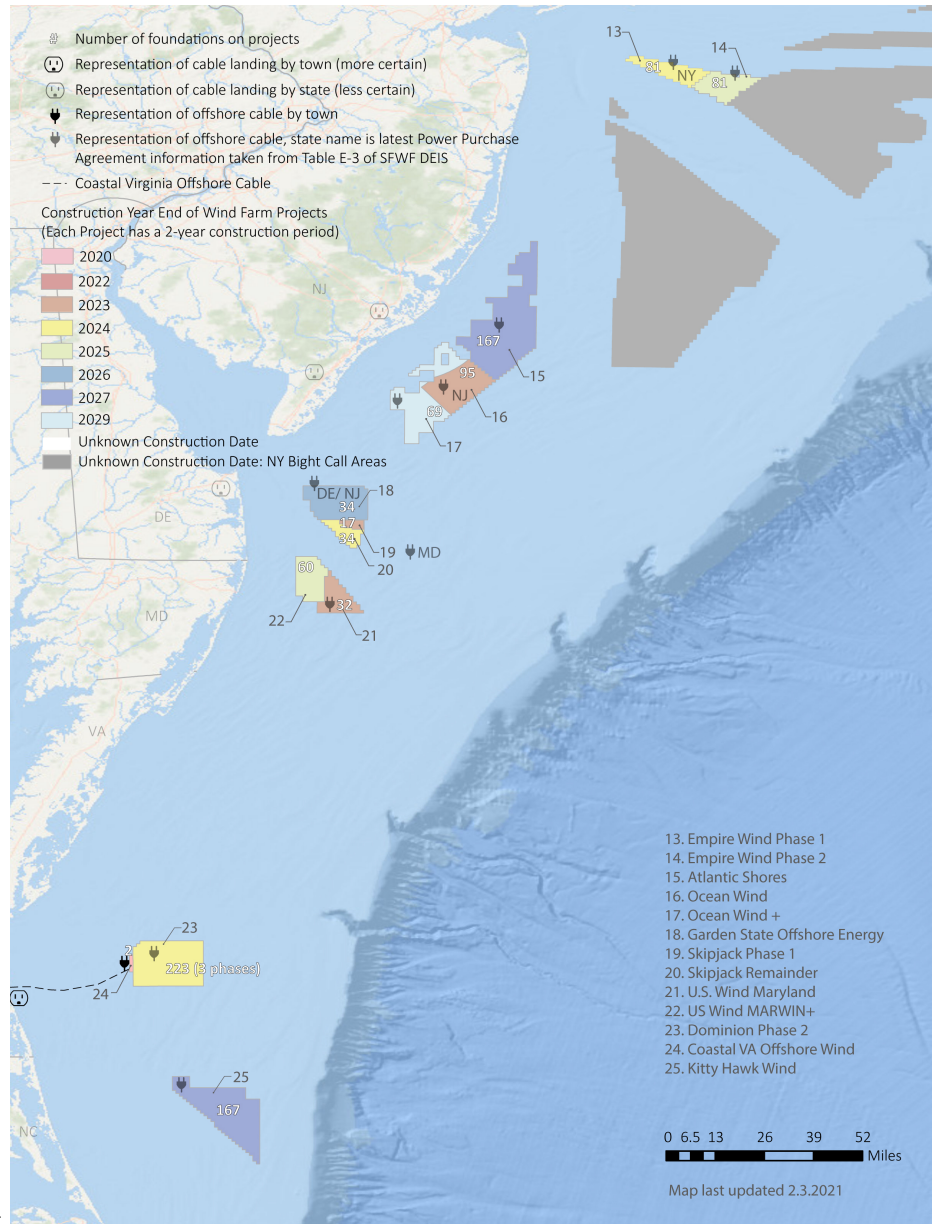 # Number of foundations on projects
Representation of cable landing by town (more certain)
Representation of cable landing by state (less certain)
Representation of offshore cable by town
Representation of offshore cable, state name is latest Power Purchase
Agreement information taken from Table E-3 of SFWF DEIS
Coastal Virginia Offshore Cable
Construction Year End of Wind Farm Projects
(Each Project has a 2-year construction period)
2020
2022
2023
2024
2025
2026
2027
2029
Unknown Construction Date
Unknown Construction Date: NY Bight Call Areas
13
14
81
NY
81
NJ
167
15
95
NJ
16
69
17
DE/ NJ
18
34
17
19
34
20
MD
60
32
22
21
DE
MD
VA
23
2
223 (3 phases)
24
25
167
NC
13. Empire Wind Phase 1
14. Empire Wind Phase 2
15. Atlantic Shores
16. Ocean Wind
17. Ocean Wind +
18. Garden State Offshore Energy
19. Skipjack Phase 1
20. Skipjack Remainder
21. U.S. Wind Maryland
22. US Wind MARWIN+
23. Dominion Phase 2
24. Coastal VA Offshore Wind
25. Kitty Hawk Wind
0 6.5 13 26 39 52
Miles
Map last updated 2.3.2021